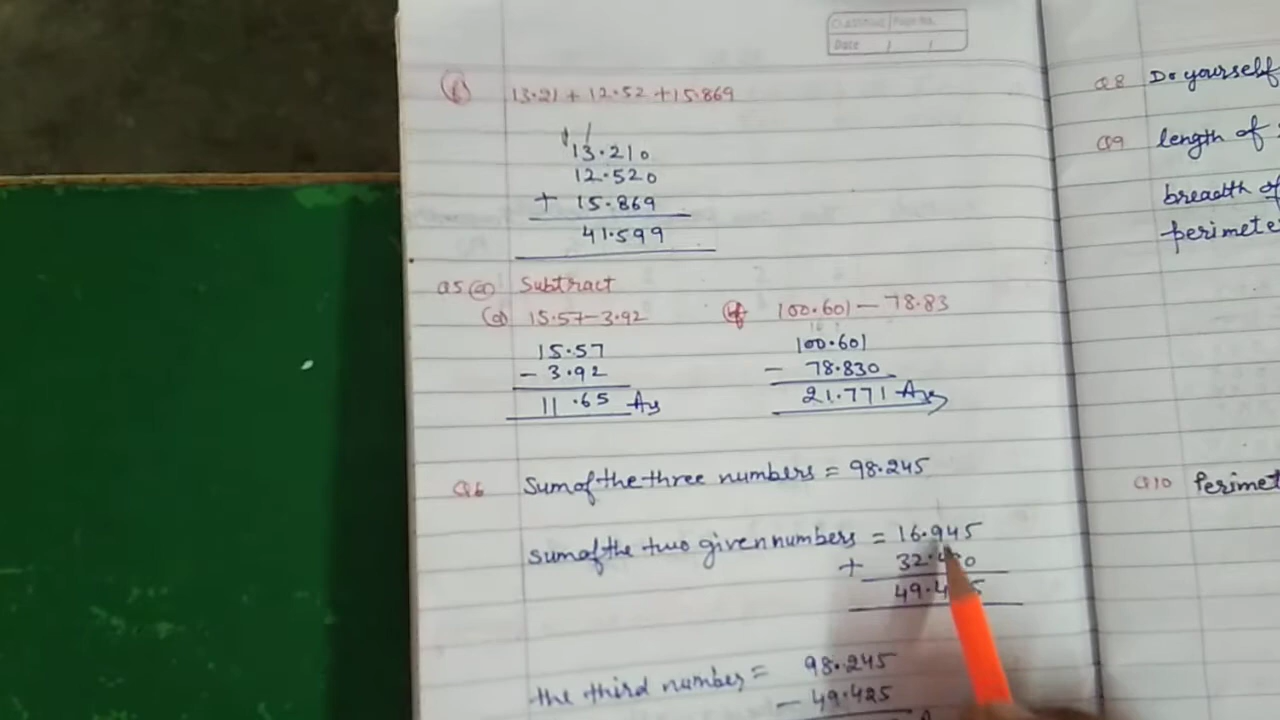 Classmate Page No.
Date / /
(f) 13.21 + 12.52 + 15.869
13.210
12.520
+ 15.869
41.599
Q5 (a) Subtract
(a) 15.57 - 3.92
15.57
- 3.92
11.65 Ans
(f) 100.601 - 78.83
100.601
- 78.830
21.771 Ans
Q6 Sum of the three numbers = 98.245
Sum of the two given numbers = 16.945
+ 32.
49.4
the third number = 98.245
- 49.425
Q8 Do yourself
Q9 length of
breadth of
perimete
Q10 Perimet